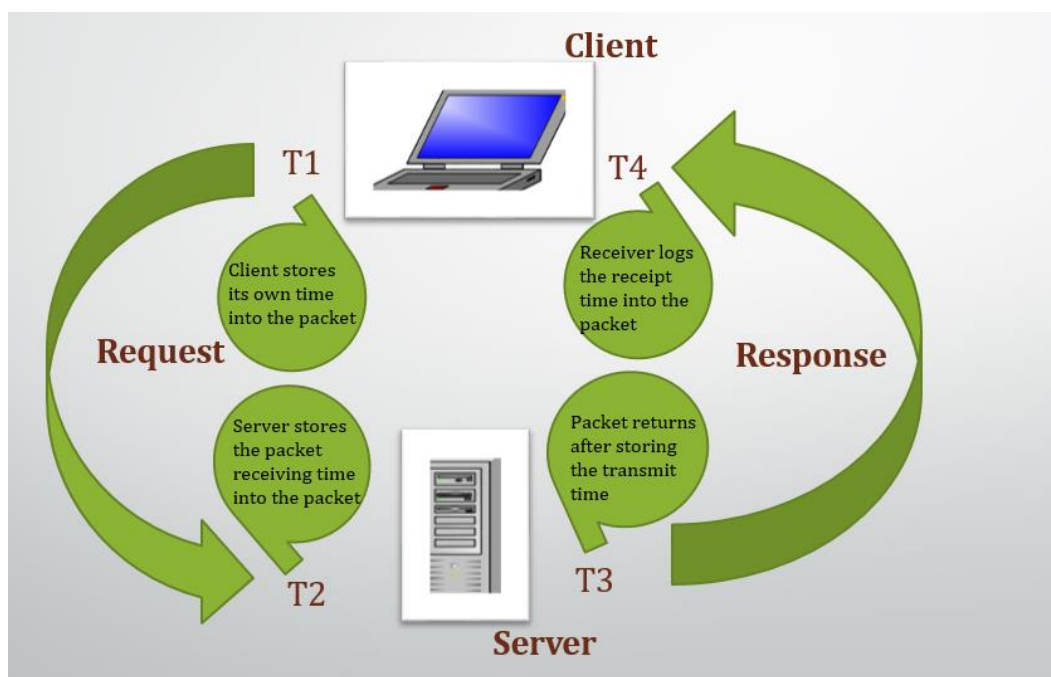 Client
T1
T4
Client stores
its own time
into the packet
Receiver logs
the receipt
time into the
packet
Request
Response
Server stores
the packet
receiving time
into the packet
Packet returns
after storing
the transmit
time
T2
T3
Server